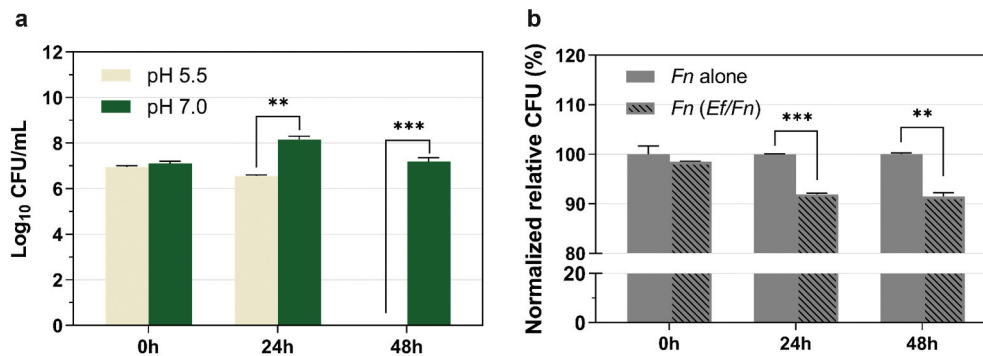 a
Log₁₀ CFU/mL
12
10
8
6
4
2
0
pH 5.5
pH 7.0
**
***
0h
24h
48h
b
Normalized relative CFU (%)
120
110
100
90
80
20
0
Fn alone
Fn (Ef/Fn)
***
**
0h
24h
48h